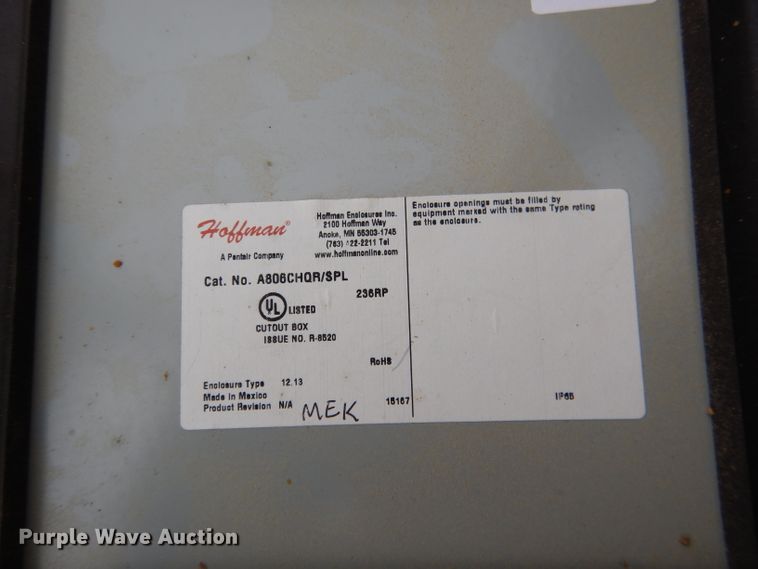 Hoffman®
A Pentair Company
Hoffman Enclosures Inc.
2100 Hoffman Way
Anoka, MN 55303-1745
(763) 422-2211 Tel
www.hoffmanonline.com
Enclosure openings must be filled by
equipment marked with the same Type rating
as the enclosure.
Cat. No. A806CHQR/SPL
236RP
UL LISTED
CUTOUT BOX
ISSUE NO. R-8520
RoHS
Enclosure Type 12,13
Made in Mexico
Product Revision N/A
MEK
15167
Purple Wave Auction